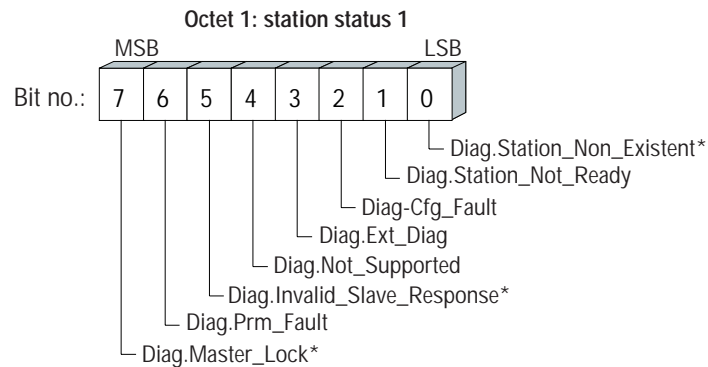 Octet 1: station status 1
MSB LSB
Bit no.: 7 6 5 4 3 2 1 0
Diag.Station_Non_Existent*
Diag.Station_Not_Ready
Diag-Cfg_Fault
Diag.Ext_Diag
Diag.Not_Supported
Diag.Invalid_Slave_Response*
Diag.Prm_Fault
Diag.Master_Lock*